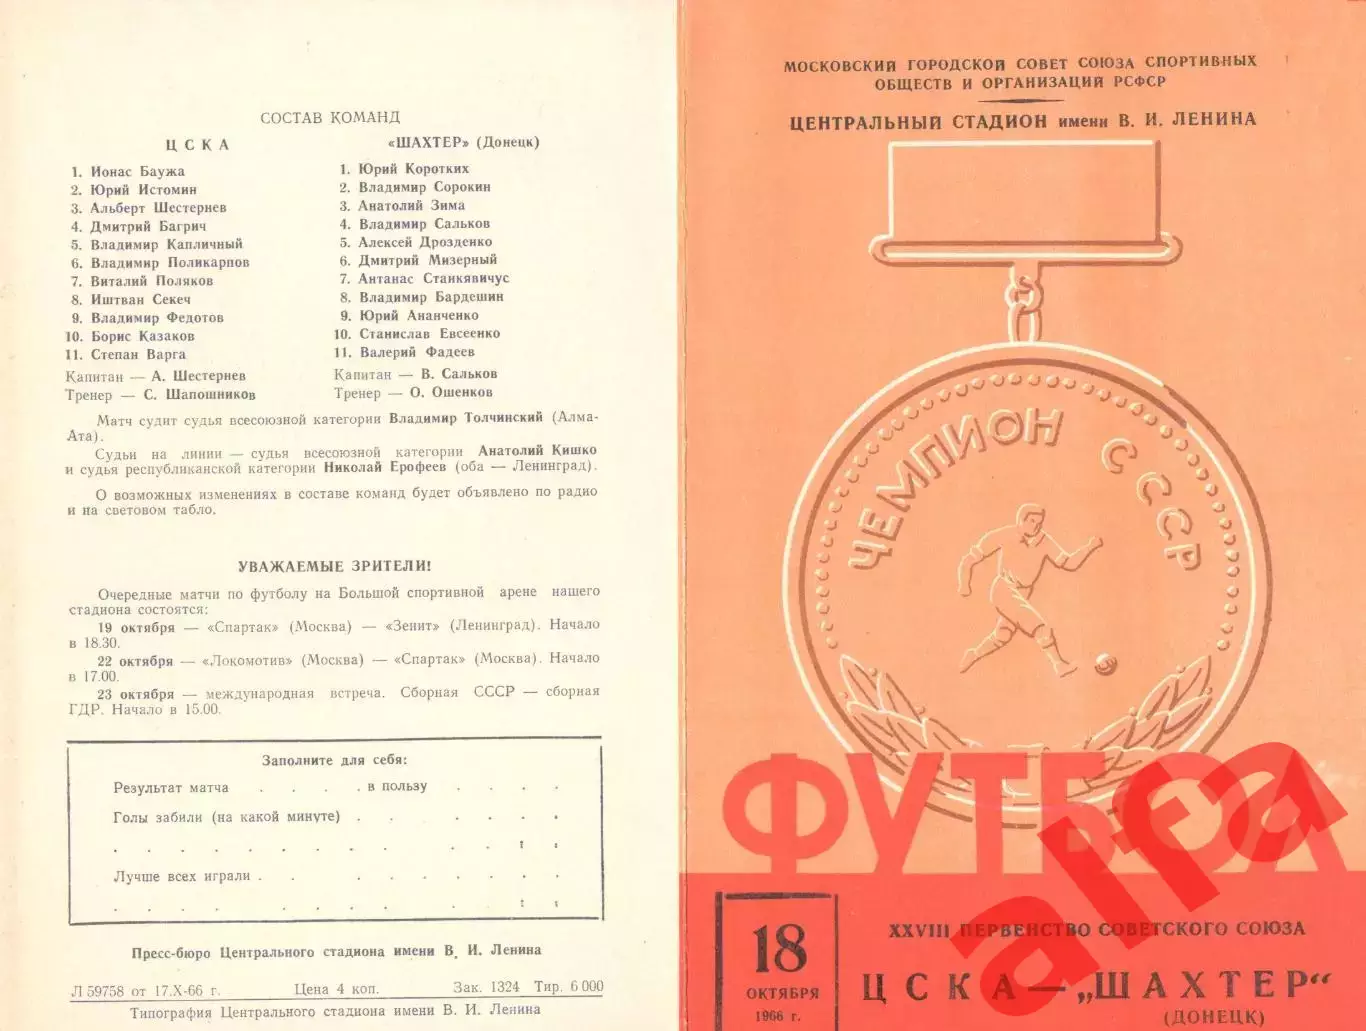 СОСТАВ КОМАНД
ЦСКА
1. Ионас Баужа
2. Юрий Истомин
3. Альберт Шестернев
4. Дмитрий Багрич
5. Владимир Капличный
6. Владимир Поликарпов
7. Виталий Поляков
8. Иштван Секеч
9. Владимир Федотов
10. Борис Казаков
11. Степан Варга
Капитан — А. Шестернев
Тренер — С. Шапошников
«ШАХТЕР» (Донецк)
1. Юрий Коротких
2. Владимир Сорокин
3. Анатолий Зима
4. Владимир Сальков
5. Алексей Дрозденко
6. Дмитрий Мизерный
7. Антанас Станкявичус
8. Владимир Бардешин
9. Юрий Ананченко
10. Станислав Евсеенко
11. Валерий Фадеев
Капитан — В. Сальков
Тренер — О. Ошенков
Матч судит судья всесоюзной категории Владимир Толчинский (Алма-
Ата).
Судьи на линии — судья всесоюзной категории Анатолий Кишко
и судья республиканской категории Николай Ерофеев (оба — Ленинград).
О возможных изменениях в составе команд будет объявлено по радио
и на световом табло.
УВАЖАЕМЫЕ ЗРИТЕЛИ!
Очередные матчи по футболу на Большой спортивной арене нашего
стадиона состоятся:
19 октября — «Спартак» (Москва) — «Зенит» (Ленинград). Начало
в 18.30.
22 октября — «Локомотив» (Москва) — «Спартак» (Москва). Начало
в 17.00.
23 октября — международная встреча. Сборная СССР — сборная
ГДР. Начало в 15.00.
Заполните для себя:
Результат матча . . . . в пользу . . . .
Голы забили (на какой минуте) . . . . . .
Лучше всех играли . . . . . . . .
Пресс-бюро Центрального стадиона имени В. И. Ленина
Л 59758 от 17.X-66 г. Цена 4 коп. Зак. 1324 Тир. 6 000
Типография Центрального стадиона имени В. И. Ленина
МОСКОВСКИЙ ГОРОДСКОЙ СОВЕТ СОЮЗА СПОРТИВНЫХ
ОБЩЕСТВ И ОРГАНИЗАЦИЙ РСФСР
ЦЕНТРАЛЬНЫЙ СТАДИОН имени В. И. ЛЕНИНА
ЧЕМПИОН СССР
ФУТБОЛ
18
ОКТЯБРЯ
1966 г.
XXVIII ПЕРВЕНСТВО СОВЕТСКОГО СОЮЗА
ЦСКА — „ШАХТЕР“
(ДОНЕЦК)
alfa